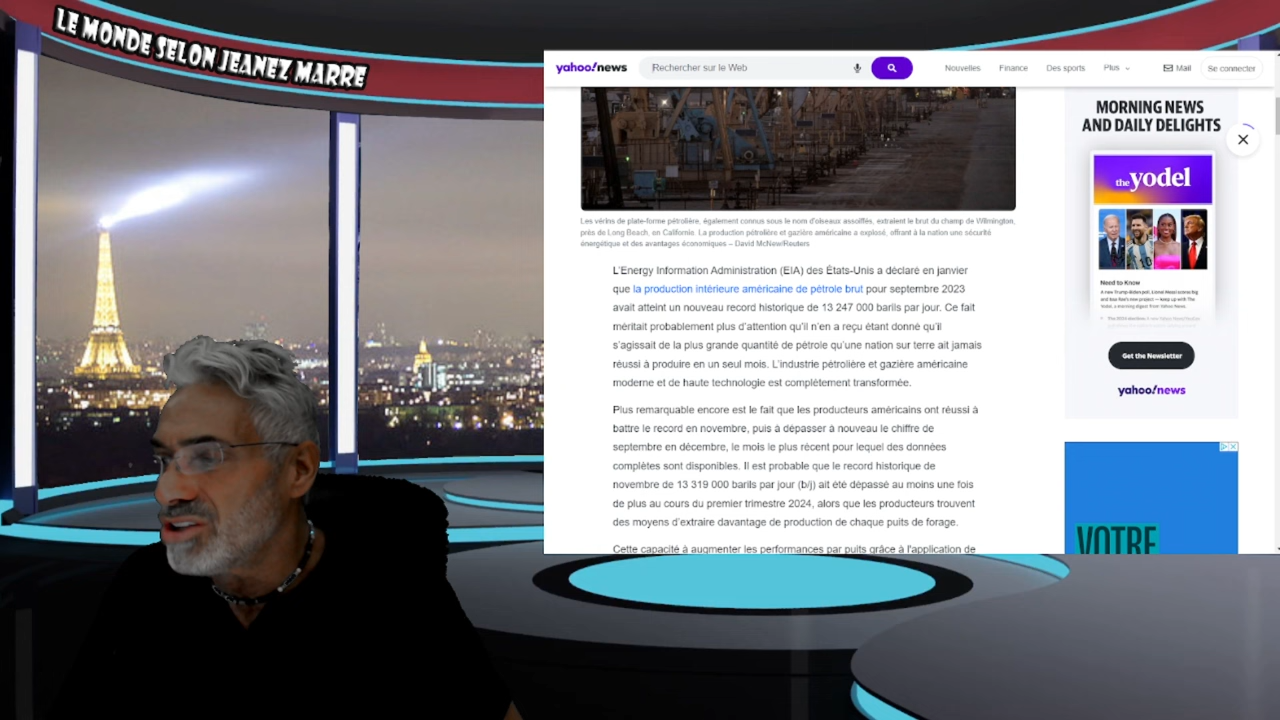 LE MONDE SELON JEANEZ MARRE
yahoo!news
Rechercher sur le Web
Nouvelles
Finance
Des sports
Plus
Mail
Se connecter
Les vérins de plate-forme pétrolière, également connus sous le nom d'oiseaux assoiffés, extraient le brut du champ de Wilmington,
près de Long Beach, en Californie. La production pétrolière et gazière américaine a explosé, offrant à la nation une sécurité
énergétique et des avantages économiques – David McNew/Reuters
L'Energy Information Administration (EIA) des États-Unis a déclaré en janvier
que la production intérieure américaine de pétrole brut pour septembre 2023
avait atteint un nouveau record historique de 13 247 000 barils par jour. Ce fait
méritait probablement plus d'attention qu'il n'en a reçu étant donné qu'il
s'agissait de la plus grande quantité de pétrole qu'une nation sur terre ait jamais
réussi à produire en un seul mois. L'industrie pétrolière et gazière américaine
moderne et de haute technologie est complètement transformée.
Plus remarquable encore est le fait que les producteurs américains ont réussi à
battre le record en novembre, puis à dépasser à nouveau le chiffre de
septembre en décembre, le mois le plus récent pour lequel des données
complètes sont disponibles. Il est probable que le record historique de
novembre de 13 319 000 barils par jour (b/j) ait été dépassé au moins une fois
de plus au cours du premier trimestre 2024, alors que les producteurs trouvent
des moyens d'extraire davantage de production de chaque puits de forage.
Cette capacité à augmenter les performances par puits grâce à l'application de
MORNING NEWS
AND DAILY DELIGHTS
the yodel
Need to Know
Get the Newsletter
yahoo!news
VOTRE